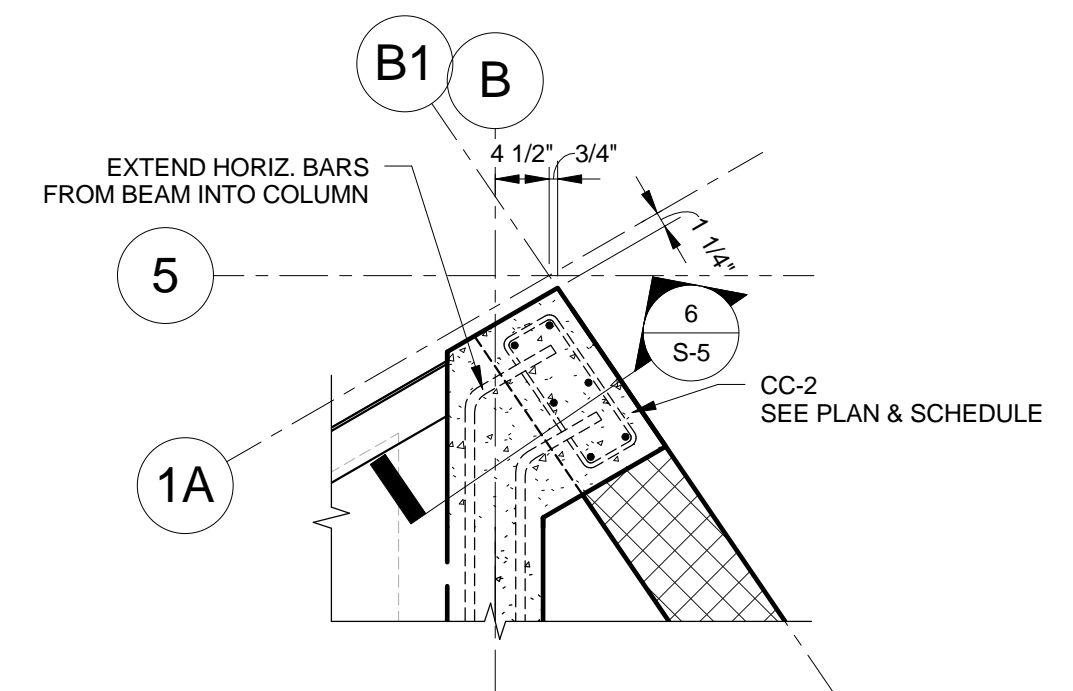 B1
B
4 1/2"
3/4"
EXTEND HORIZ. BARS
FROM BEAM INTO COLUMN
1 1/4"
5
6
S-5
CC-2
SEE PLAN & SCHEDULE
1A